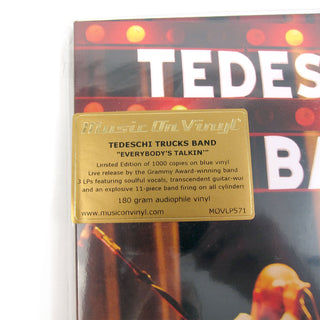 TEDES
BA
Music On Vinyl
TEDESCHI TRUCKS BAND
"EVERYBODY'S TALKIN'"
Limited Edition of 1000 copies on blue vinyl
Live release by the Grammy Award-winning band
3 LPs featuring soulful vocals, transcendent guitar-wor
and an explosive 11-piece band firing on all cylinders
180 gram audiophile vinyl
www.musiconvinyl.com MOVLP571